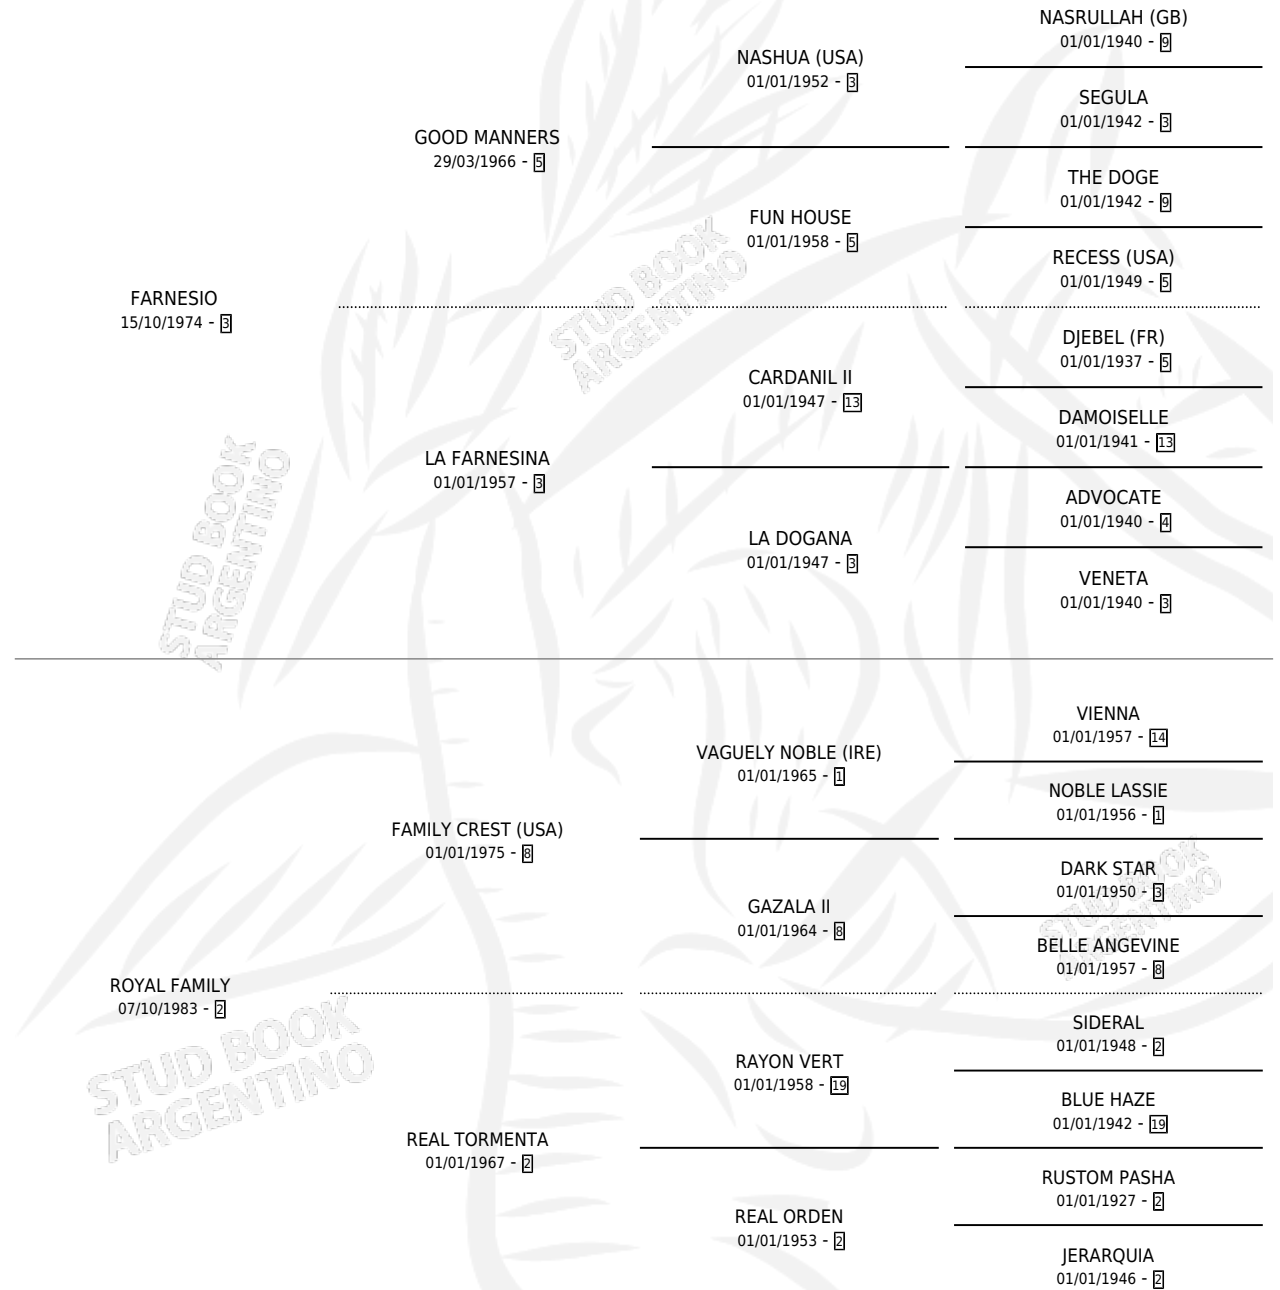 NASRULLAH (GB)
01/01/1940 - 9
NASHUA (USA)
01/01/1952 - 3
SEGULA
01/01/1942 - 3
GOOD MANNERS
29/03/1966 - 5
THE DOGE
01/01/1942 - 9
FUN HOUSE
01/01/1958 - 5
RECESS (USA)
01/01/1949 - 5
STUD BOOK
ARGENTINO
FARNESIO
15/10/1974 - 3
DJEBEL (FR)
01/01/1937 - 5
CARDANIL II
01/01/1947 - 13
DAMOISELLE
01/01/1941 - 13
LA FARNESINA
01/01/1957 - 3
ADVOCATE
01/01/1940 - 4
LA DOGANA
01/01/1947 - 3
VENETA
01/01/1940 - 3
STUD BOOK
ARGENTINO
VIENNA
01/01/1957 - 14
VAGUELY NOBLE (IRE)
01/01/1965 - 1
NOBLE LASSIE
01/01/1956 - 1
FAMILY CREST (USA)
01/01/1975 - 8
DARK STAR
01/01/1950 - 3
GAZALA II
01/01/1964 - 8
BELLE ANGEVINE
01/01/1957 - 8
STUD BOOK
ARGENTINO
ROYAL FAMILY
07/10/1983 - 2
SIDERAL
01/01/1948 - 2
RAYON VERT
01/01/1958 - 19
BLUE HAZE
01/01/1942 - 19
REAL TORMENTA
01/01/1967 - 2
RUSTOM PASHA
01/01/1927 - 2
REAL ORDEN
01/01/1953 - 2
JERARQUIA
01/01/1946 - 2
STUD BOOK
ARGENTINO